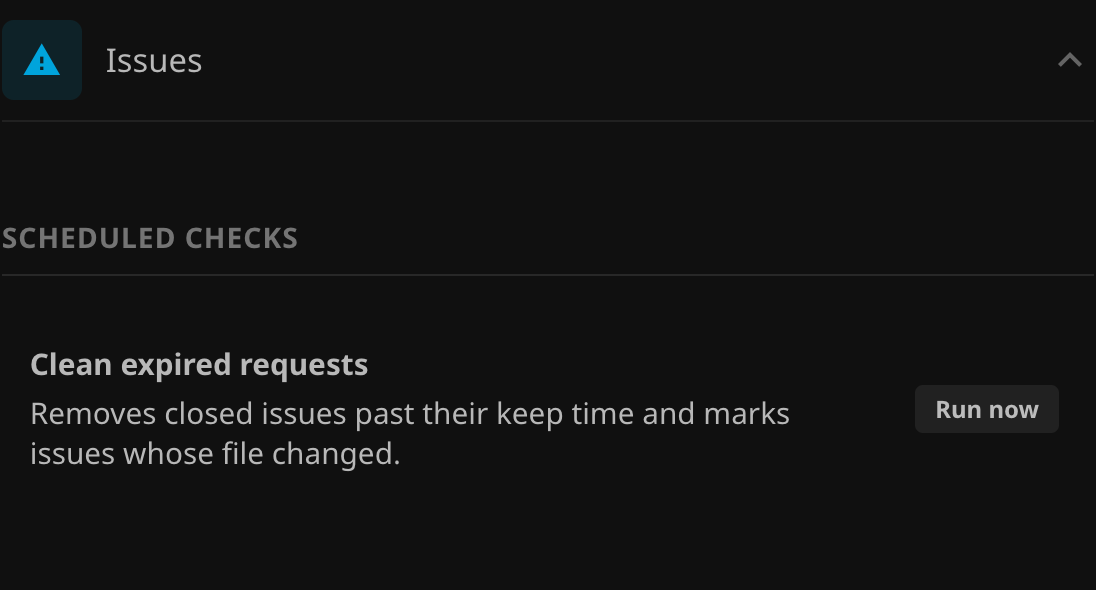 Issues
SCHEDULED CHECKS
Clean expired requests
Removes closed issues past their keep time and marks
issues whose file changed.
Run now